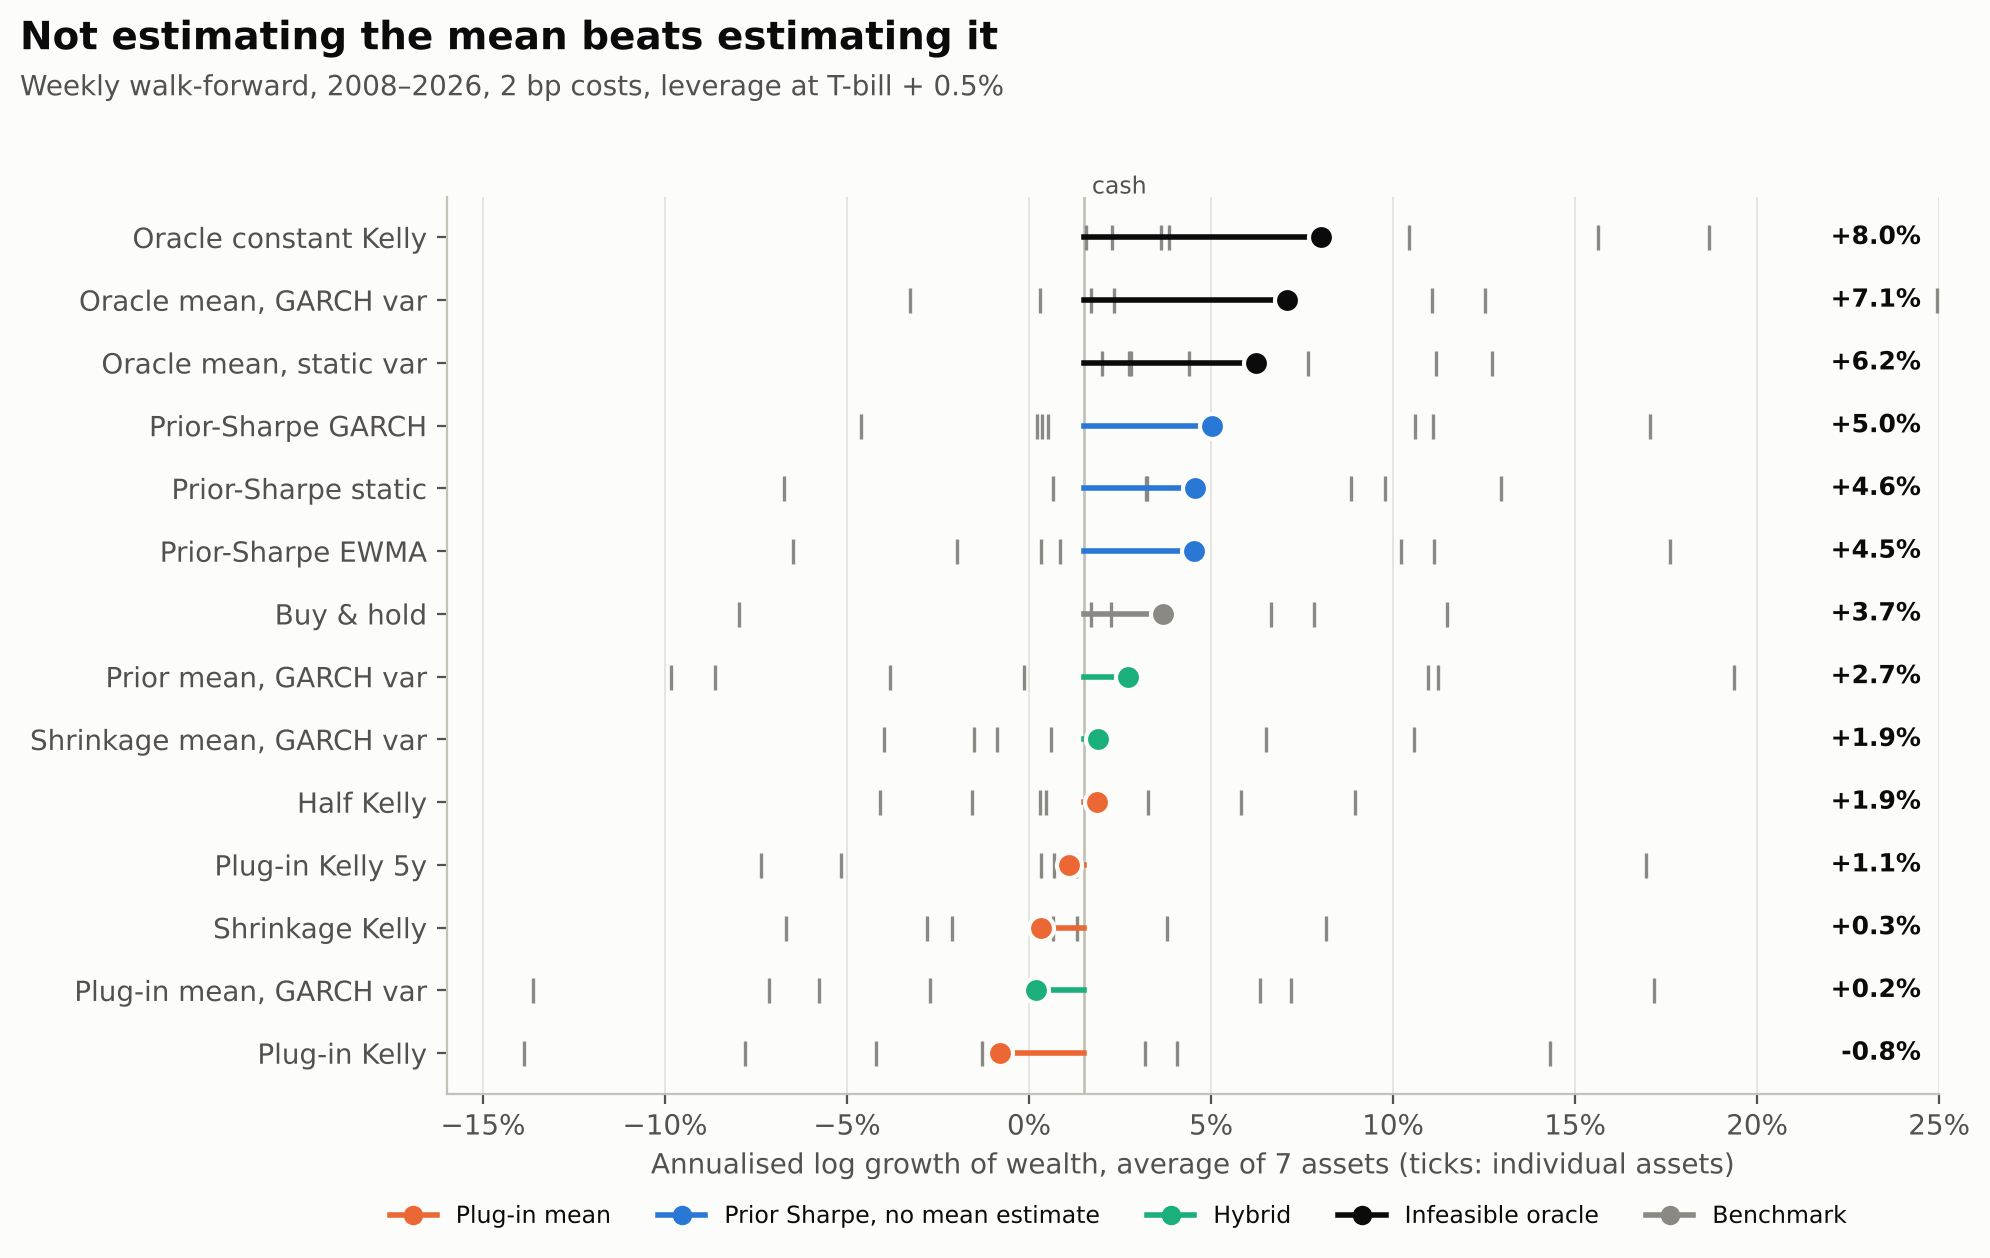 Not estimating the mean beats estimating it
Weekly walk-forward, 2008–2026, 2 bp costs, leverage at T-bill + 0.5%
cash
Oracle constant Kelly +8.0%
Oracle mean, GARCH var +7.1%
Oracle mean, static var +6.2%
Prior-Sharpe GARCH +5.0%
Prior-Sharpe static +4.6%
Prior-Sharpe EWMA +4.5%
Buy & hold +3.7%
Prior mean, GARCH var +2.7%
Shrinkage mean, GARCH var +1.9%
Half Kelly +1.9%
Plug-in Kelly 5y +1.1%
Shrinkage Kelly +0.3%
Plug-in mean, GARCH var +0.2%
Plug-in Kelly -0.8%
−15% −10% −5% 0% 5% 10% 15% 20% 25%
Annualised log growth of wealth, average of 7 assets (ticks: individual assets)
Plug-in mean Prior Sharpe, no mean estimate Hybrid Infeasible oracle Benchmark